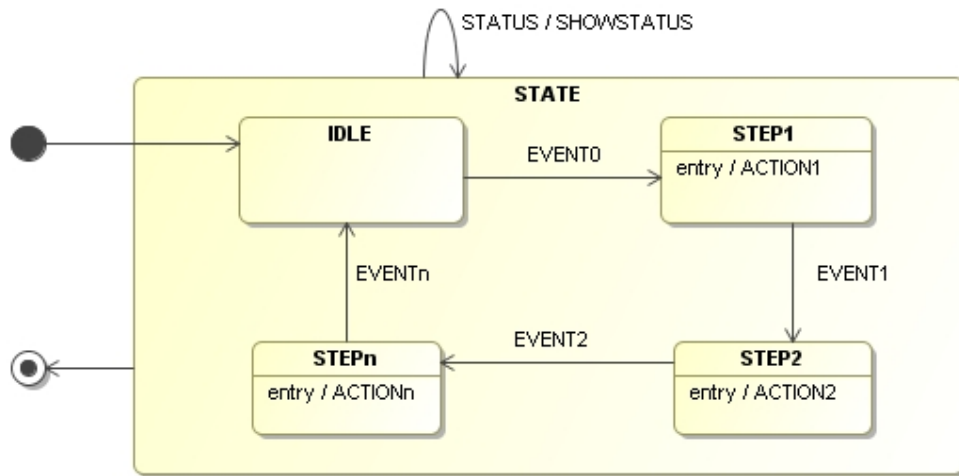 STATUS / SHOWSTATUS
STATE
IDLE
STEP1
EVENT0
entry / ACTION1
EVENTn
EVENT1
EVENT2
STEPn
STEP2
entry / ACTIONn
entry / ACTION2